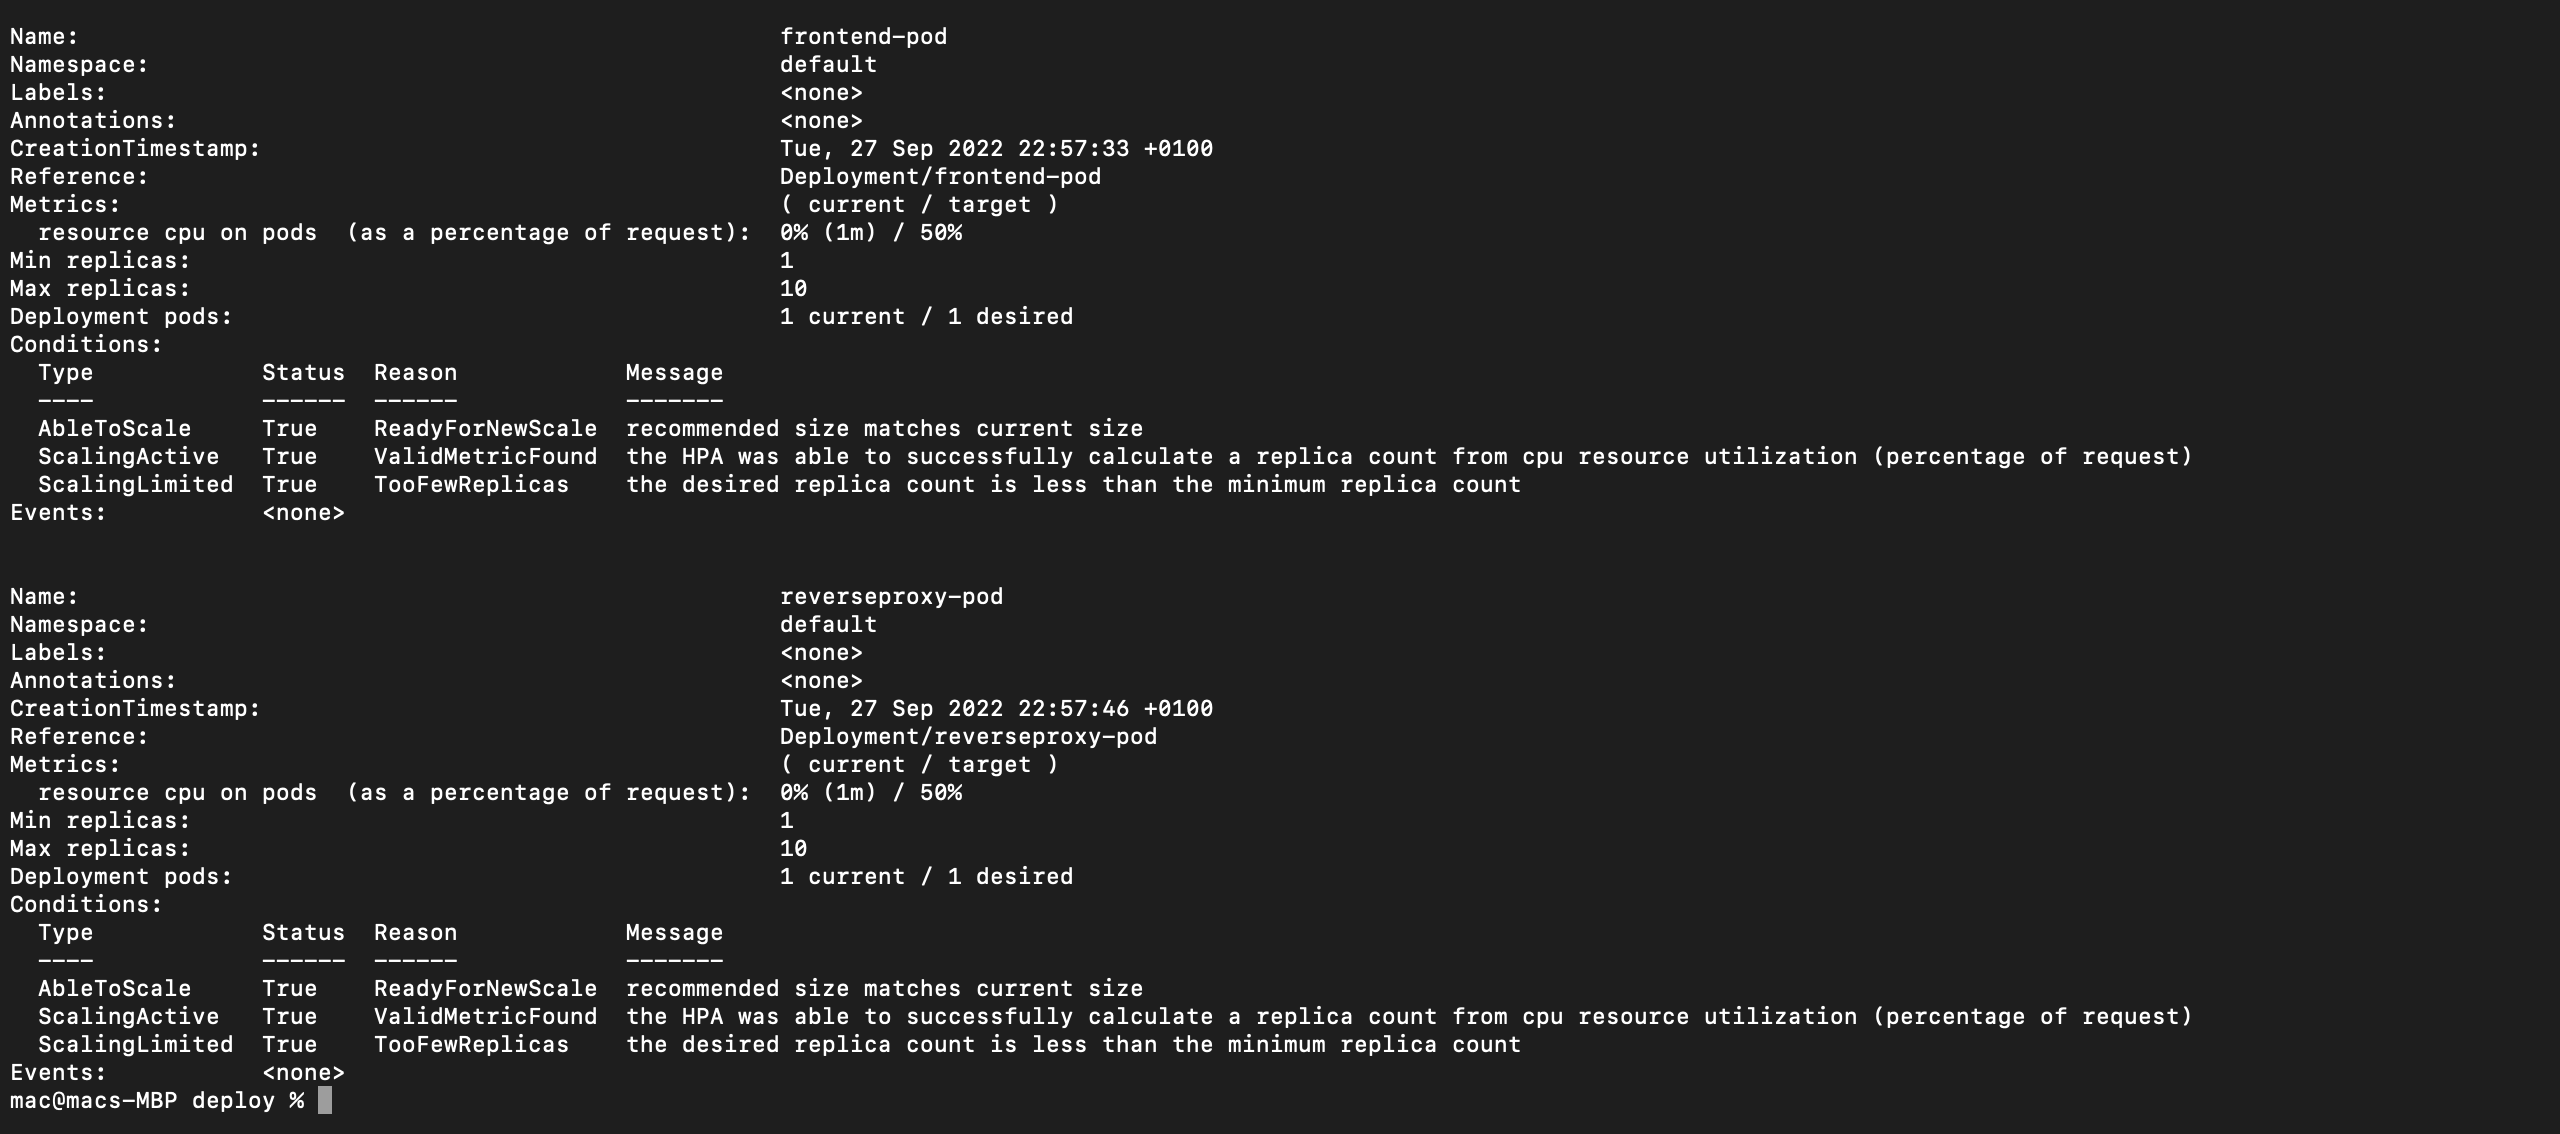 Name:                                                  frontend-pod
Namespace:                                             default
Labels:                                                <none>
Annotations:                                           <none>
CreationTimestamp:                                     Tue, 27 Sep 2022 22:57:33 +0100
Reference:                                             Deployment/frontend-pod
Metrics:                                               ( current / target )
  resource cpu on pods  (as a percentage of request):  0% (1m) / 50%
Min replicas:                                          1
Max replicas:                                          10
Deployment pods:                                       1 current / 1 desired
Conditions:
  Type            Status  Reason            Message
  ----            ------  ------            -------
  AbleToScale     True    ReadyForNewScale  recommended size matches current size
  ScalingActive   True    ValidMetricFound  the HPA was able to successfully calculate a replica count from cpu resource utilization (percentage of request)
  ScalingLimited  True    TooFewReplicas    the desired replica count is less than the minimum replica count
Events:           <none>
Name:                                                  reverseproxy-pod
Namespace:                                             default
Labels:                                                <none>
Annotations:                                           <none>
CreationTimestamp:                                     Tue, 27 Sep 2022 22:57:46 +0100
Reference:                                             Deployment/reverseproxy-pod
Metrics:                                               ( current / target )
  resource cpu on pods  (as a percentage of request):  0% (1m) / 50%
Min replicas:                                          1
Max replicas:                                          10
Deployment pods:                                       1 current / 1 desired
Conditions:
  Type            Status  Reason            Message
  ----            ------  ------            -------
  AbleToScale     True    ReadyForNewScale  recommended size matches current size
  ScalingActive   True    ValidMetricFound  the HPA was able to successfully calculate a replica count from cpu resource utilization (percentage of request)
  ScalingLimited  True    TooFewReplicas    the desired replica count is less than the minimum replica count
Events:           <none>
mac@macs-MBP deploy %